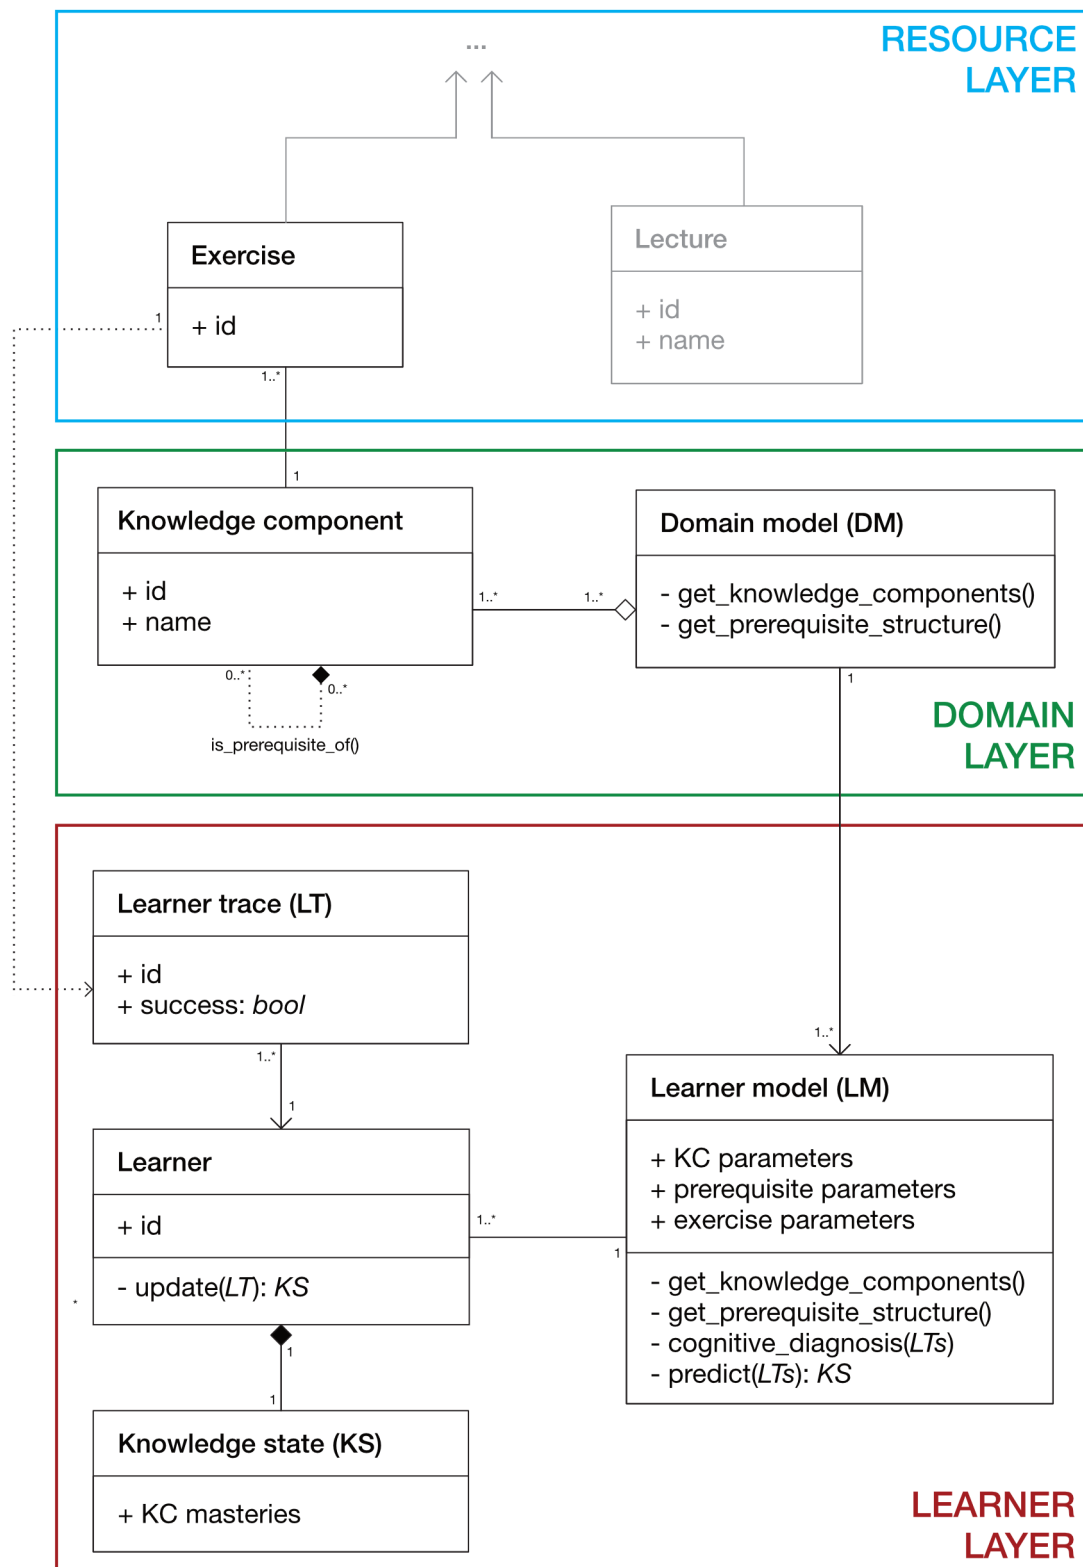 RESOURCE
LAYER
...
Exercise
+ id
1
1..*
Lecture
+ id
+ name
1
Knowledge component
+ id
+ name
1..*
1..*
0..*
0..*
is_prerequisite_of()
Domain model (DM)
- get_knowledge_components()
- get_prerequisite_structure()
1
DOMAIN
LAYER
Learner trace (LT)
+ id
+ success: bool
1..*
1
1..*
Learner
+ id
- update(LT): KS
1..*
1
*
1
1
Learner model (LM)
+ KC parameters
+ prerequisite parameters
+ exercise parameters
- get_knowledge_components()
- get_prerequisite_structure()
- cognitive_diagnosis(LTs)
- predict(LTs): KS
Knowledge state (KS)
+ KC masteries
LEARNER
LAYER